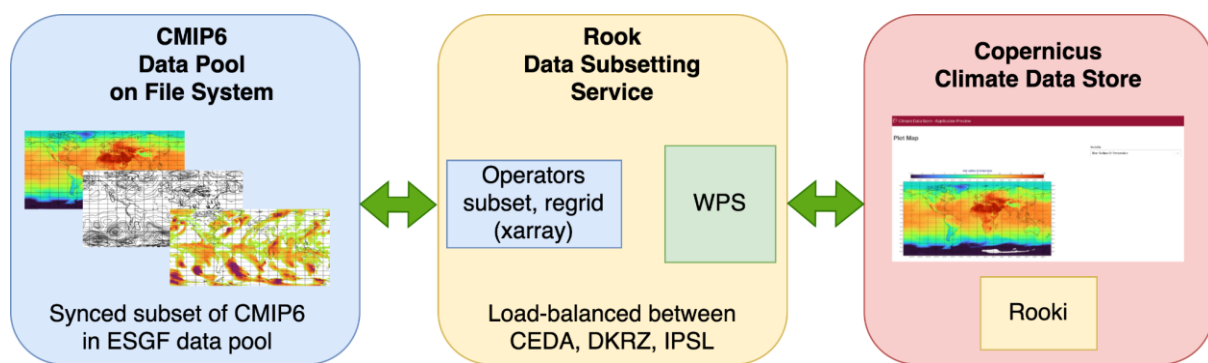 CMIP6
Data Pool
on File System
Synced subset of CMIP6
in ESGF data pool
Rook
Data Subsetting
Service
Operators
subset, regrid
(xarray)
WPS
Load-balanced between
CEDA, DKRZ, IPSL
Copernicus
Climate Data Store
Plot Map
Rooki